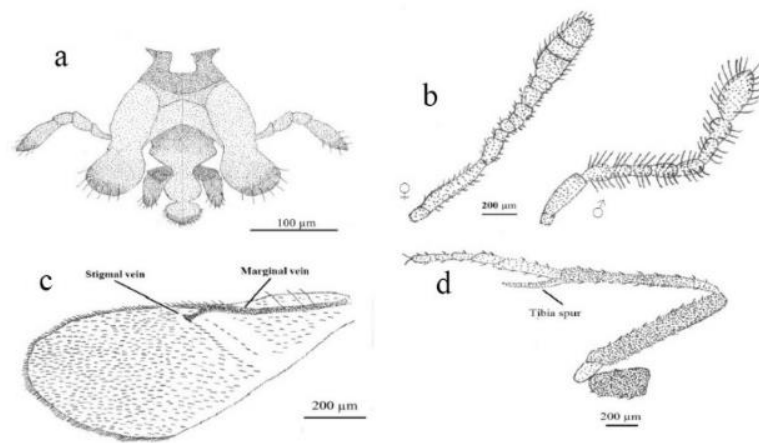 a
100 µm
b
♀
200 µm
♂
c
Stigmal vein
Marginal vein
200 µm
d
Tibia spur
200 µm